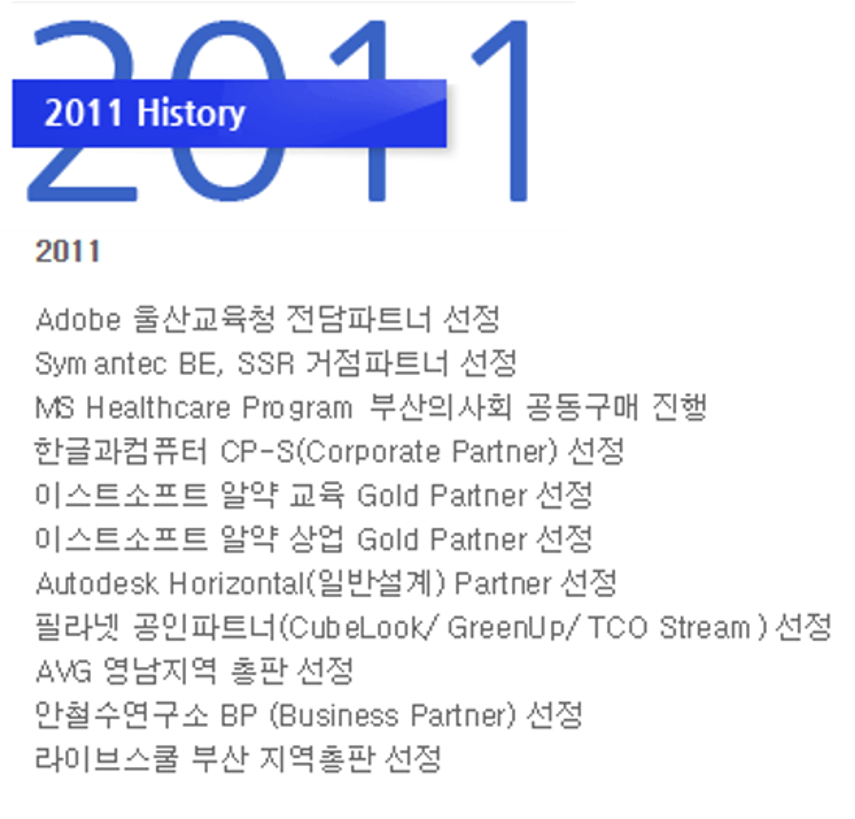 2011
2011 History
2011
Adobe 울산교육청 전담파트너 선정
Symantec BE, SSR 거점파트너 선정
MS Healthcare Program 부산의사회 공동구매 진행
한글과컴퓨터 CP-S(Corporate Partner) 선정
이스트소프트 알약 교육 Gold Partner 선정
이스트소프트 알약 상업 Gold Partner 선정
Autodesk Horizontal(일반설계) Partner 선정
필라넷 공인파트너(CubeLook/ GreenUp/ TCO Stream) 선정
AVG 영남지역 총판 선정
안철수연구소 BP (Business Partner) 선정
라이브스쿨 부산 지역총판 선정